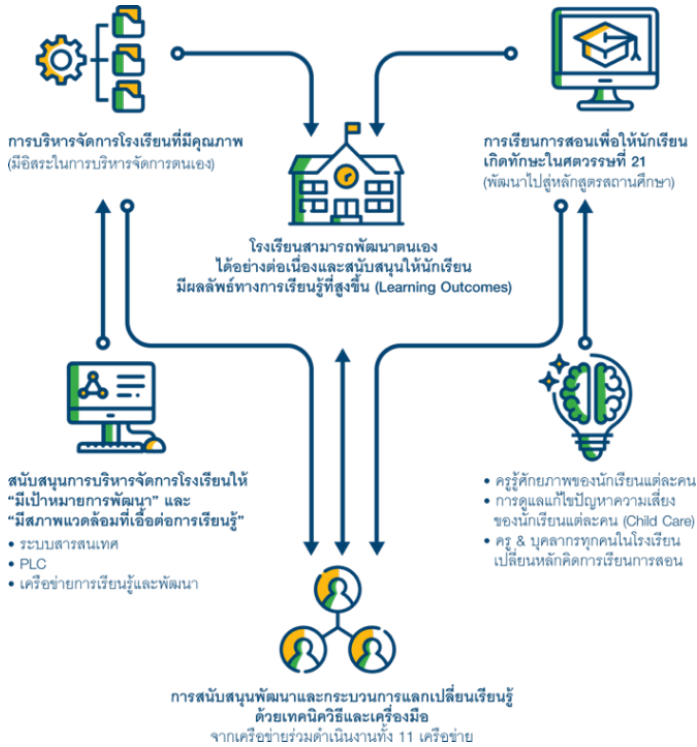 การบริหารจัดการโรงเรียนที่มีคุณภาพ
(มีอิสระในการบริหารจัดการตนเอง)
การเรียนการสอนเพื่อให้นักเรียน
เกิดทักษะในศตวรรษที่ 21
(พัฒนาไปสู่หลักสูตรสถานศึกษา)
โรงเรียนสามารถพัฒนาตนเอง
ได้อย่างต่อเนื่องและสนับสนุนให้นักเรียน
มีผลลัพธ์ทางการเรียนรู้ที่สูงขึ้น (Learning Outcomes)
สนับสนุนการบริหารจัดการโรงเรียนให้
“มีเป้าหมายการพัฒนา” และ
“มีสภาพแวดล้อมที่เอื้อต่อการเรียนรู้”
• ระบบสารสนเทศ
• PLC
• เครือข่ายการเรียนรู้และพัฒนา
• ครูรู้ศักยภาพของนักเรียนแต่ละคน
• การดูแลแก้ไขปัญหาความเสี่ยง
ของนักเรียนแต่ละคน (Child Care)
• ครู & บุคลากรทุกคนในโรงเรียน
เปลี่ยนหลักคิดการเรียนการสอน
การสนับสนุนพัฒนาและกระบวนการแลกเปลี่ยนเรียนรู้
ด้วยเทคนิควิธีและเครื่องมือ
จากเครือข่ายร่วมดำเนินงานทั้ง 11 เครือข่าย